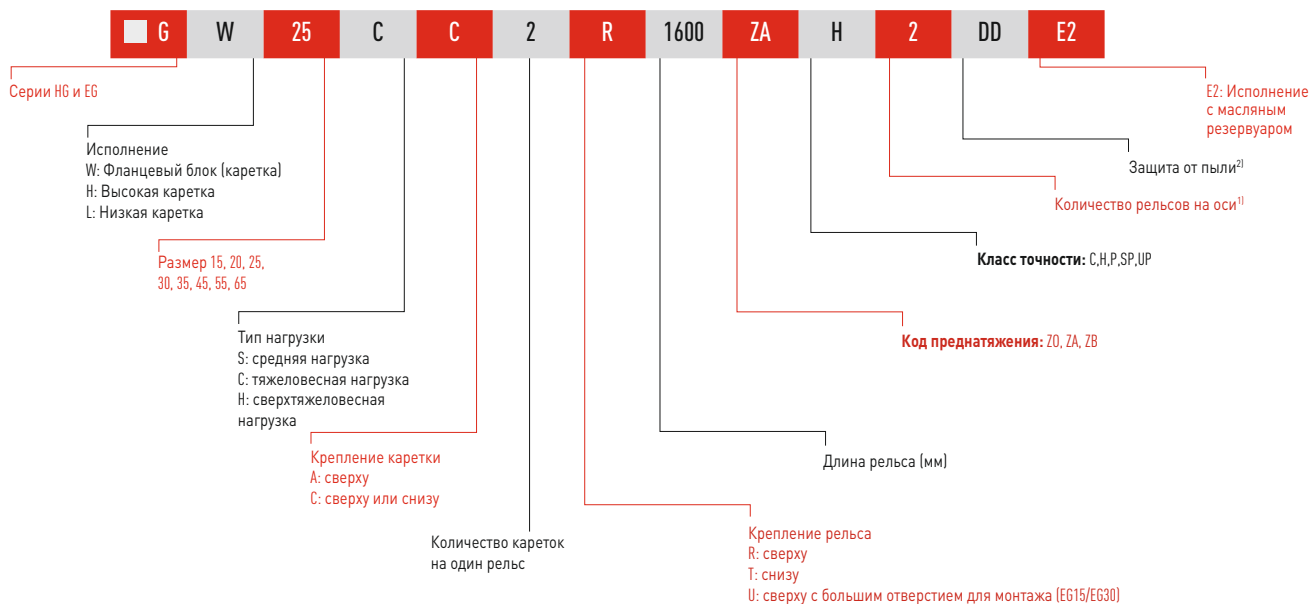 G W 25 C C 2 R 1600 ZA H 2 DD E2
Серии HG и EG
Исполнение
W: Фланцевый блок (каретка)
H: Высокая каретка
L: Низкая каретка
Размер 15, 20, 25,
30, 35, 45, 55, 65
Тип нагрузки
S: средняя нагрузка
C: тяжеловесная нагрузка
H: сверхтяжеловесная
нагрузка
Крепление каретки
A: сверху
C: сверху или снизу
Количество кареток
на один рельс
Крепление рельса
R: сверху
T: снизу
U: сверху с большим отверстием для монтажа (EG15/EG30)
Длина рельса (мм)
Код преднатяжения: Z0, ZA, ZB
Класс точности: C,H,P,SP,UP
Количество рельсов на оси¹⁾
Защита от пыли²⁾
E2: Исполнение
с масляным
резервуаром